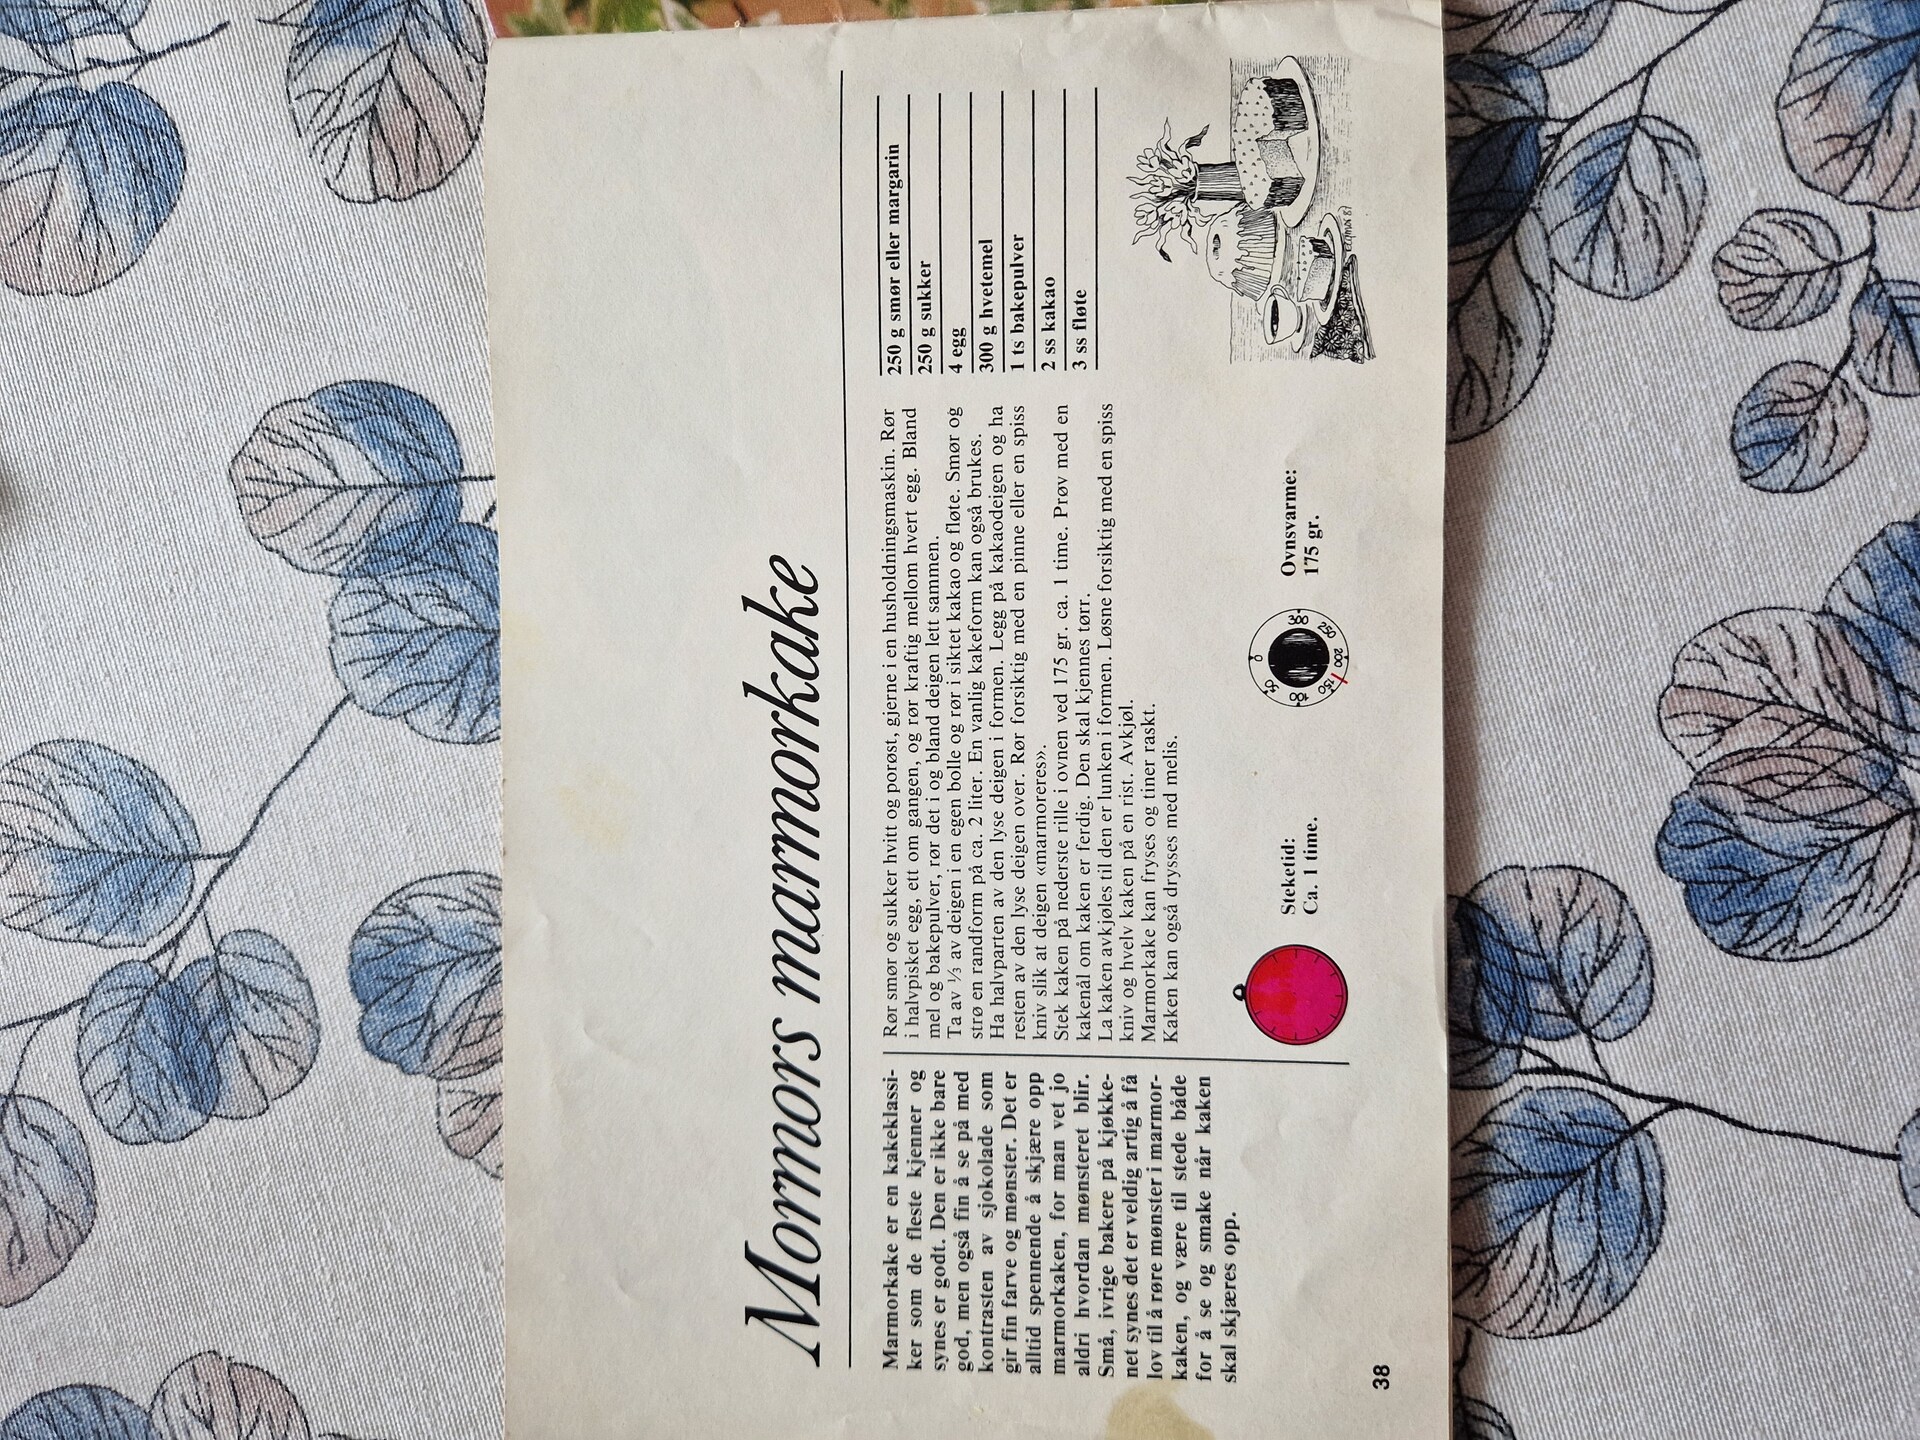 Mormors marmorkake
Marmorkake er en kakeklassi-
ker som de fleste kjenner og
synes er godt. Den er ikke bare
god, men også fin å se på med
kontrasten av sjokolade som
gir fin farve og mønster. Det er
alltid spennende å skjære opp
marmorkaken, for man vet jo
aldri hvordan mønsteret blir.
Små, ivrige bakere på kjøkke-
net synes det er veldig artig å få
lov til å røre mønster i marmor-
kaken, og være til stede både
for å se og smake når kaken
skal skjæres opp.
Rør smør og sukker hvitt og porøst, gjerne i en husholdningsmaskin. Rør
i halvpisket egg, ett om gangen, og rør kraftig mellom hvert egg. Bland
mel og bakepulver, rør det i og bland deigen lett sammen.
Ta av ⅓ av deigen i en egen bolle og rør i siktet kakao og fløte. Smør og
strø en randform på ca. 2 liter. En vanlig kakeform kan også brukes.
Ha halvparten av den lyse deigen i formen. Legg på kakaodeigen og ha
resten av den lyse deigen over. Rør forsiktig med en pinne eller en spiss
kniv slik at deigen «marmoreres».
Stek kaken på nederste rille i ovnen ved 175 gr. ca. 1 time. Prøv med en
kakenål om kaken er ferdig. Den skal kjennes tørr.
La kaken avkjøles til den er lunken i formen. Løsne forsiktig med en spiss
kniv og hvelv kaken på en rist. Avkjøl.
Marmorkake kan fryses og tiner raskt.
Kaken kan også drysses med melis.
250 g smør eller margarin
250 g sukker
4 egg
300 g hvetemel
1 ts bakepulver
2 ss kakao
3 ss fløte
Steketid:
Ca. 1 time.
0
50
100
150
200
250
300
Ovnsvarme:
175 gr.
38